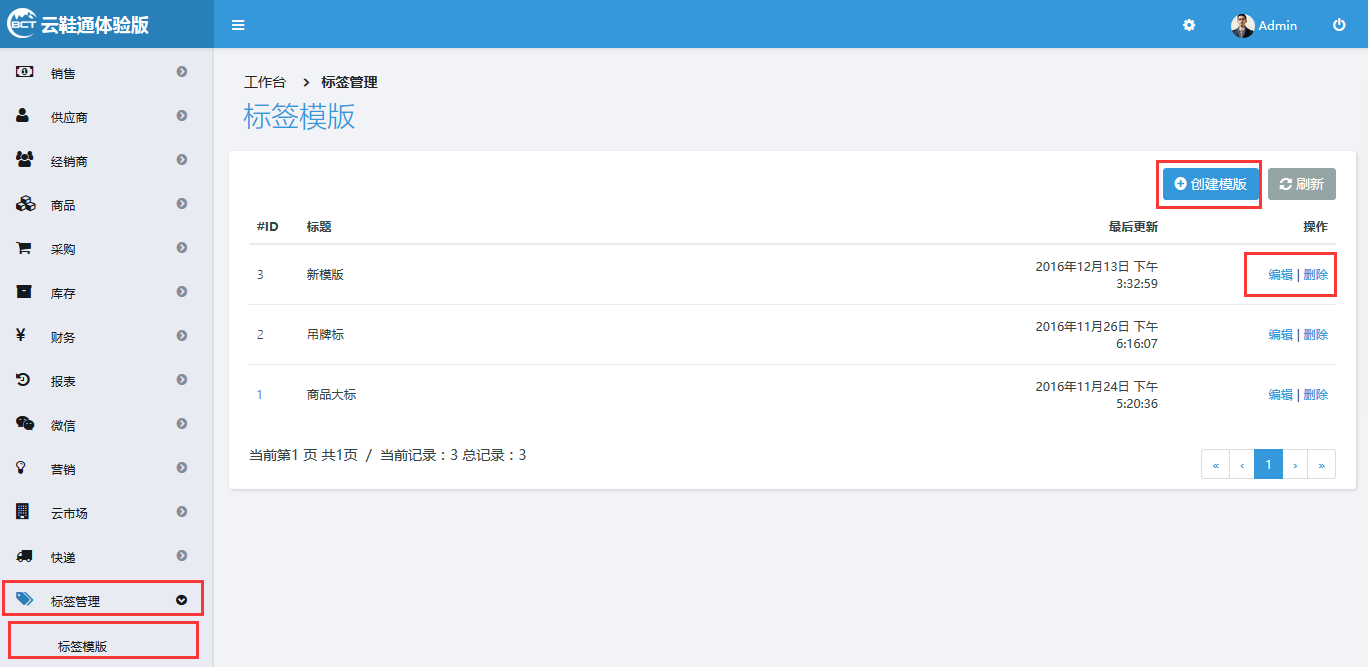 BCT 云鞋通体验版
Admin
销售
供应商
经销商
商品
采购
库存
财务
报表
微信
营销
云市场
快递
标签管理
标签模版
工作台 > 标签管理
标签模版
创建模版 刷新
#ID 标题 最后更新 操作
3 新模版 2016年12月13日 下午
3:32:59 编辑 | 删除
2 吊牌标 2016年11月26日 下午
6:16:07 编辑 | 删除
1 商品大标 2016年11月24日 下午
5:20:36 编辑 | 删除
当前第1 页 共1页 / 当前记录：3 总记录：3
« ‹ 1 › »